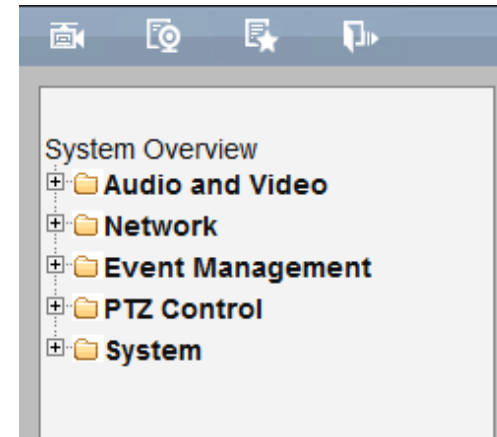 System Overview
Audio and Video
Network
Event Management
PTZ Control
System